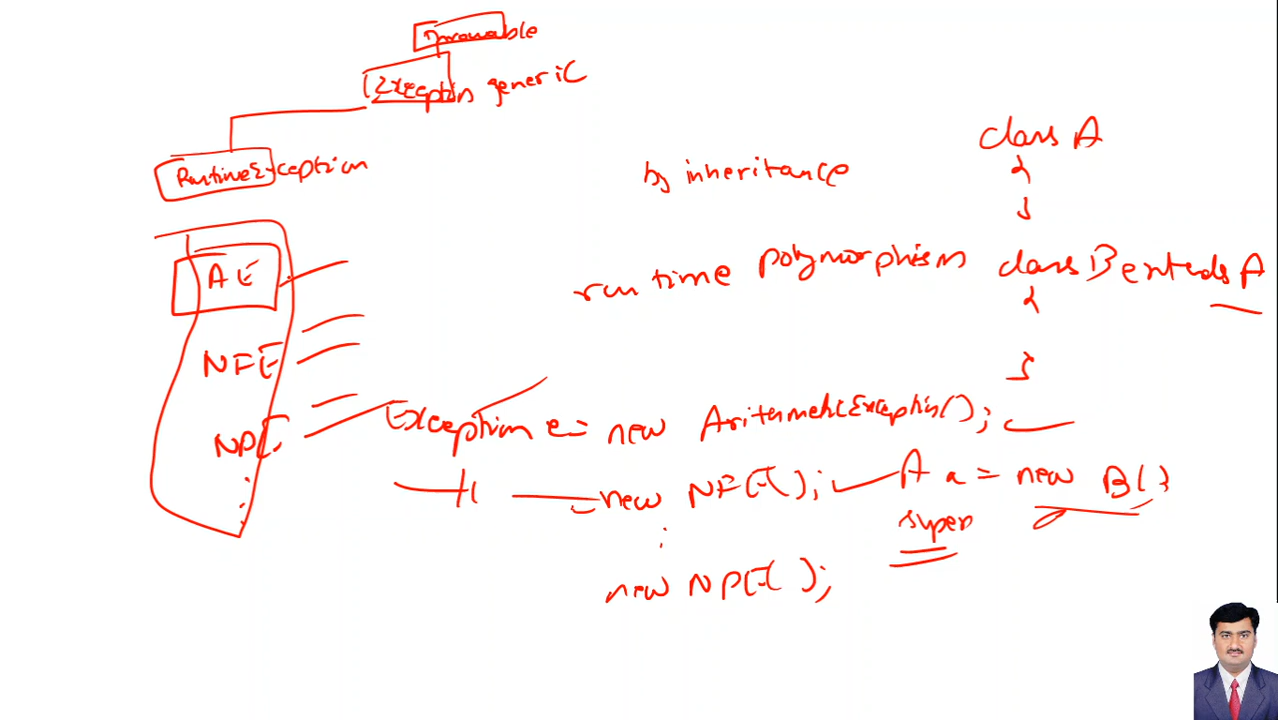 Throwable
Exception generic
RuntimeException
class A
{
}
by inheritance
runtime polymorphism
class B extends A
{
}
AE
NFE
NPE
Exception e = new ArithmeticException();
= new NFE();
new NPE();
A a = new B()
super